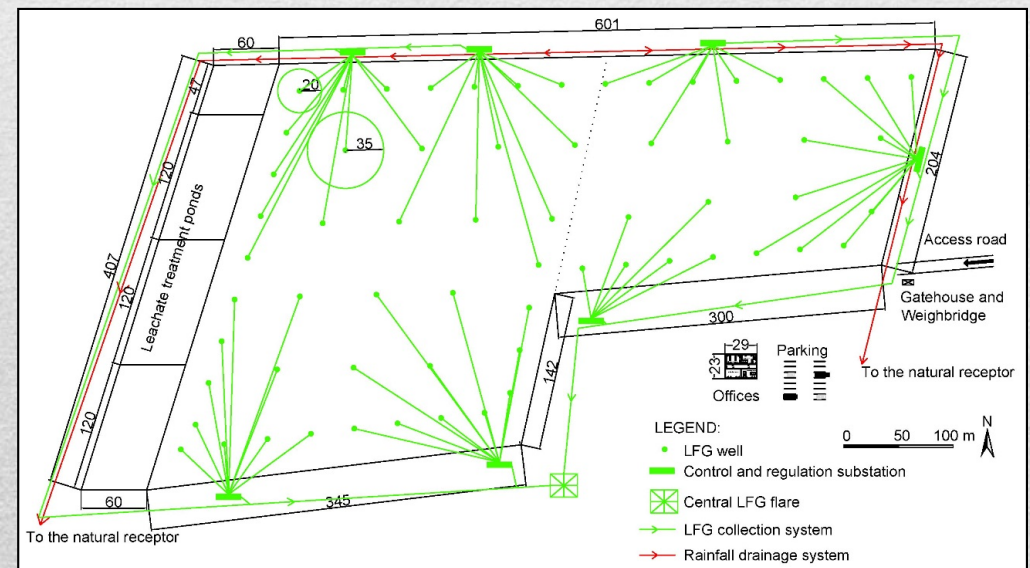 601
60
47
20
35
120
204
Leachate treatment ponds
407
120
Access road
Gatehouse and
Weighbridge
300
29
23
Parking
Offices
142
To the natural receptor
120
60
345
To the natural receptor
LEGEND:
LFG well
Control and regulation substation
Central LFG flare
LFG collection system
Rainfall drainage system
0 50 100 m
N